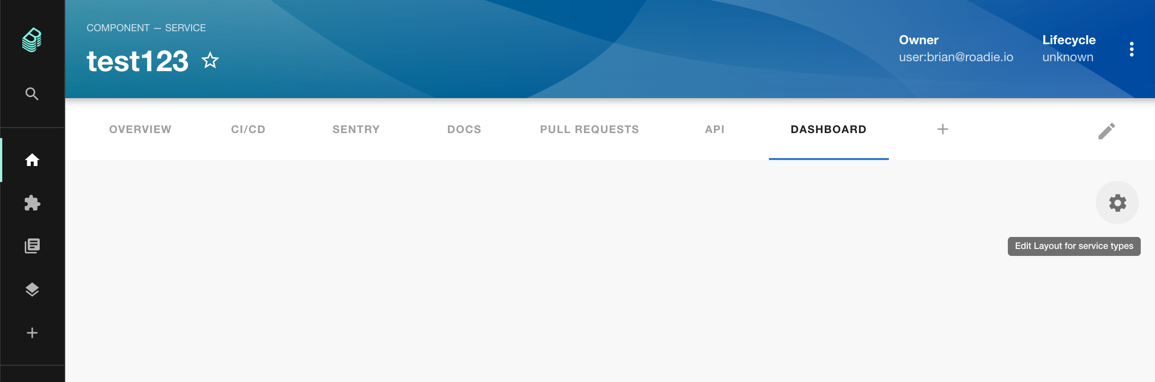 COMPONENT — SERVICE
test123
Owner
user:brian@roadie.io
Lifecycle
unknown
OVERVIEW
CI/CD
SENTRY
DOCS
PULL REQUESTS
API
DASHBOARD
Edit Layout for service types